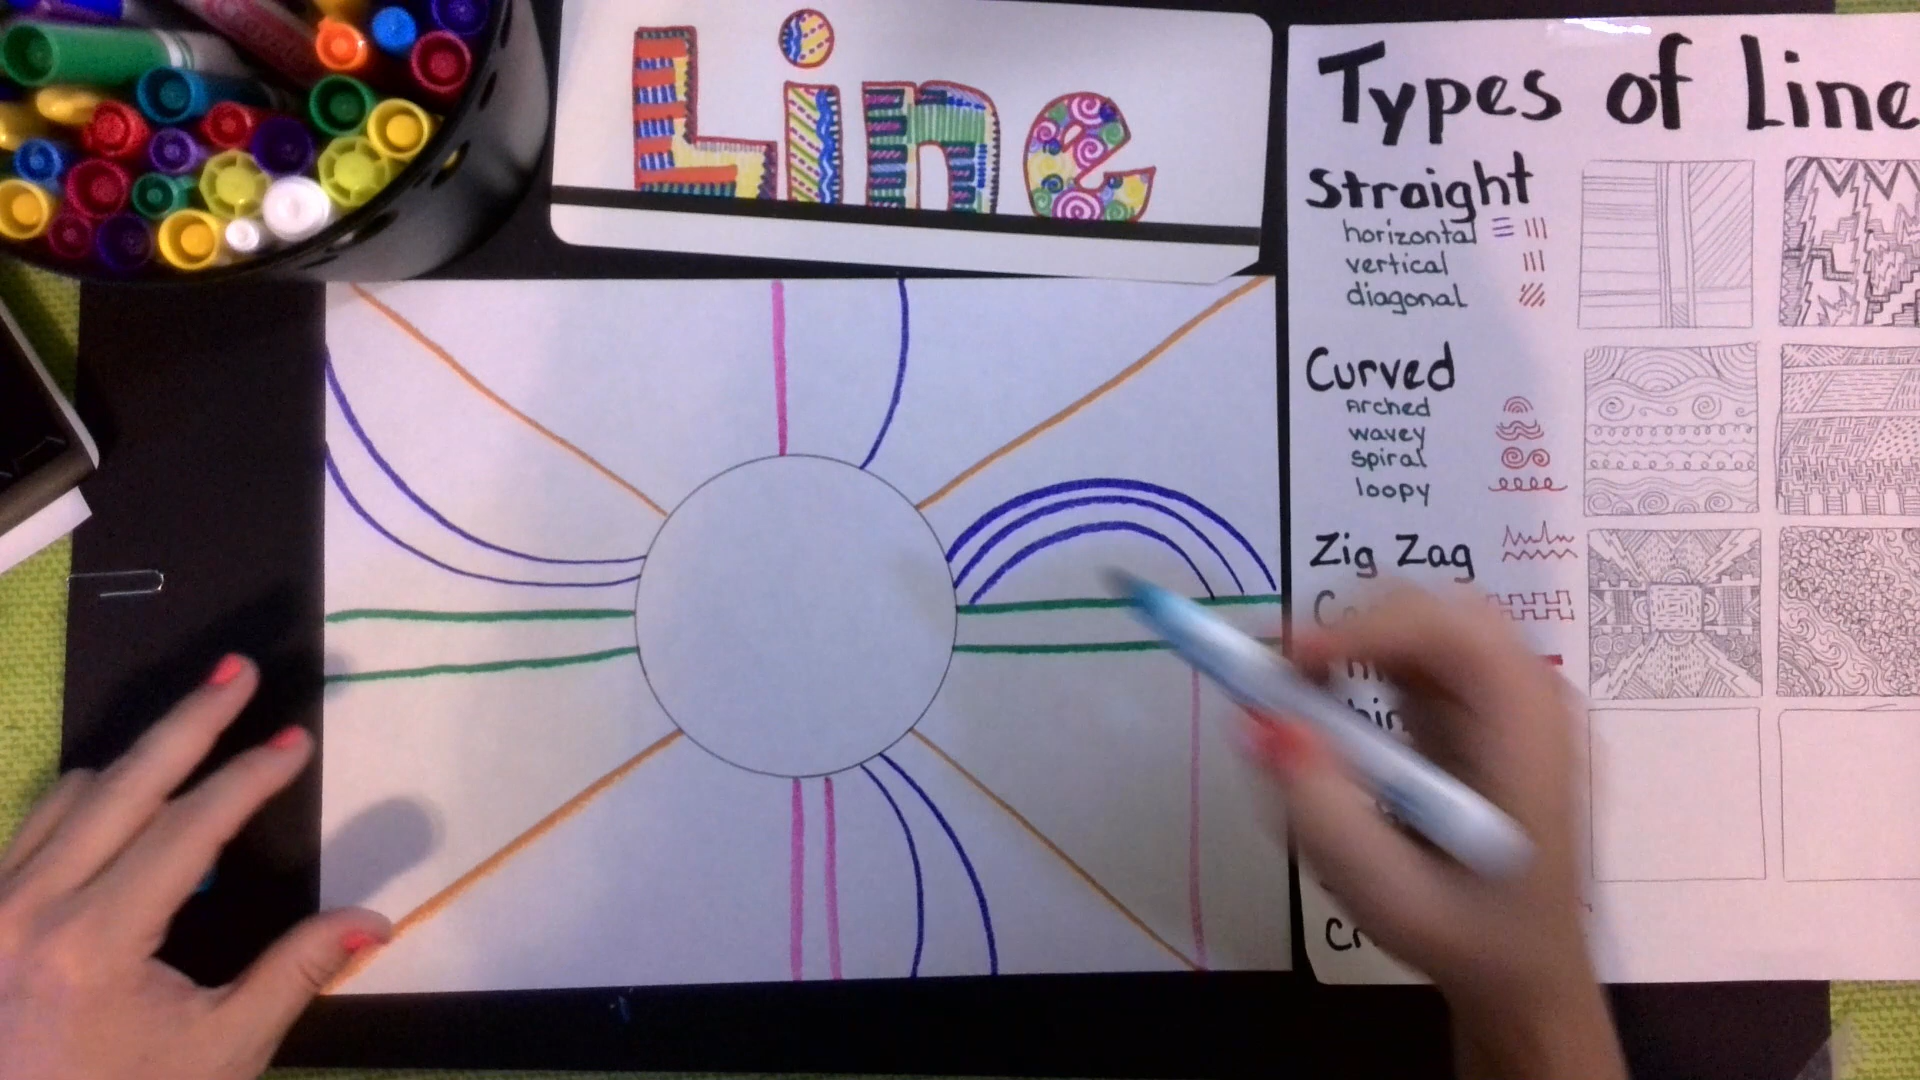 Line
Types of Line
Straight
horizontal
vertical
diagonal
Curved
Arched
wavey
spiral
loopy
Zig Zag